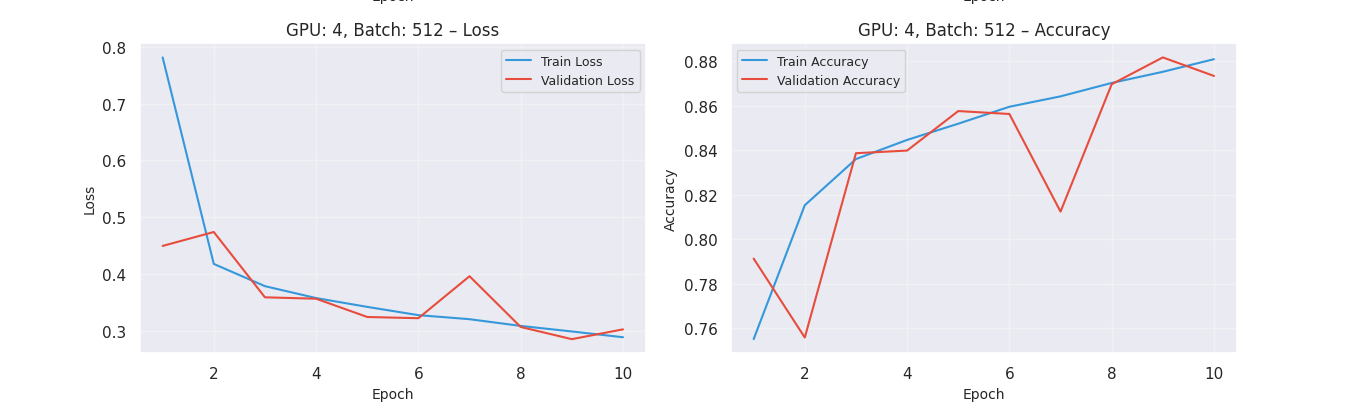 Epoch
Epoch
GPU: 4, Batch: 512 – Loss
GPU: 4, Batch: 512 – Accuracy
Train Loss
Validation Loss
Loss
0.8
0.7
0.6
0.5
0.4
0.3
2
4
6
8
10
Epoch
Train Accuracy
Validation Accuracy
Accuracy
0.88
0.86
0.84
0.82
0.80
0.78
0.76
2
4
6
8
10
Epoch